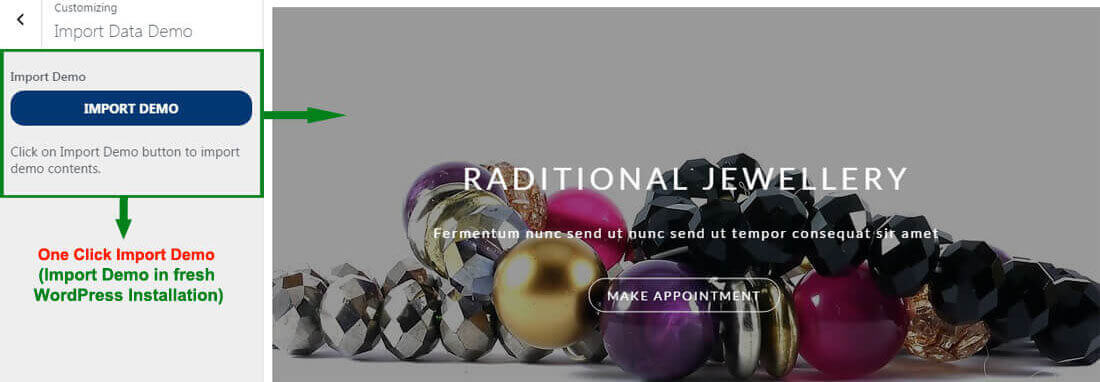 Customizing
Import Data Demo
Import Demo
IMPORT DEMO
Click on Import Demo button to import
demo contents.
One Click Import Demo
(Import Demo in fresh
WordPress Installation)
RADITIONAL JEWELLERY
Fermentum nunc send ut nunc send ut tempor consequat sir amet
MAKE APPOINTMENT